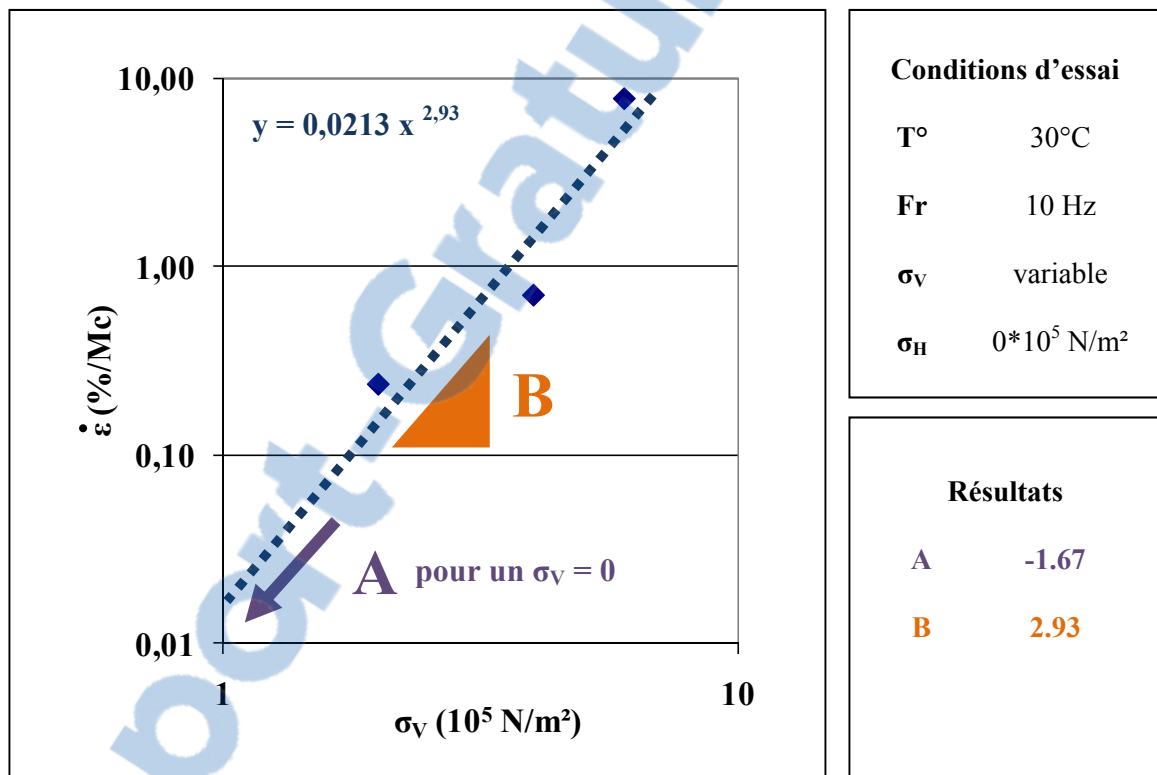 10,00
y = 0,0213 x 2,93
1,00
ε̇ (%/Mc)
B
0,10
A pour un σV = 0
0,01
1
10
σV (10⁵ N/m²)
Conditions d'essai
T° 30°C
Fr 10 Hz
σV variable
σH 0*10⁵ N/m²
Résultats
A -1.67
B 2.93